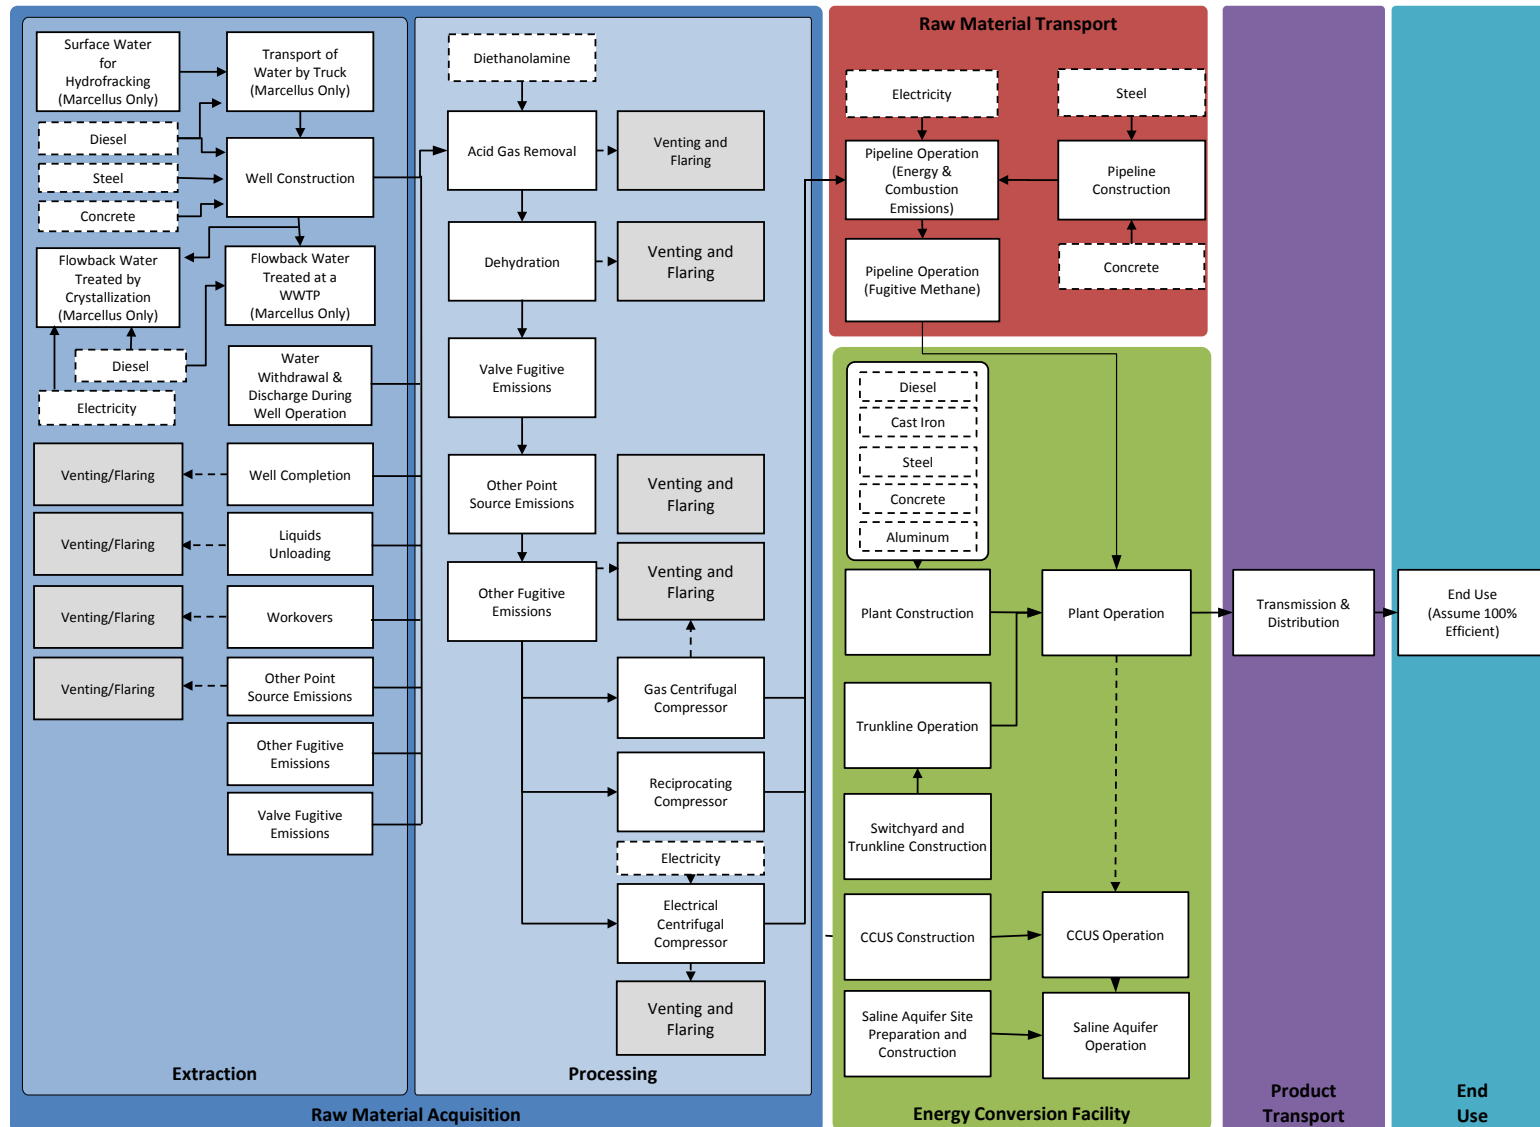 Surface Water
for
Hydrofracking
(Marcellus Only)
Transport of
Water by Truck
(Marcellus Only)
Diesel
Steel
Concrete
Well Construction
Flowback Water
Treated by
Crystallization
(Marcellus Only)
Flowback Water
Treated at a
WWTP
(Marcellus Only)
Diesel
Electricity
Water
Withdrawal &
Discharge During
Well Operation
Venting/Flaring
Well Completion
Venting/Flaring
Liquids
Unloading
Venting/Flaring
Workovers
Venting/Flaring
Other Point
Source Emissions
Other Fugitive
Emissions
Valve Fugitive
Emissions
Extraction
Diethanolamine
Acid Gas Removal
Venting and
Flaring
Dehydration
Venting and
Flaring
Valve Fugitive
Emissions
Other Point
Source Emissions
Venting and
Flaring
Other Fugitive
Emissions
Venting and
Flaring
Gas Centrifugal
Compressor
Reciprocating
Compressor
Electricity
Electrical
Centrifugal
Compressor
Venting and
Flaring
Processing
Raw Material Acquisition
Raw Material Transport
Electricity
Steel
Pipeline Operation
(Energy &
Combustion
Emissions)
Pipeline
Construction
Pipeline Operation
(Fugitive Methane)
Concrete
Diesel
Cast Iron
Steel
Concrete
Aluminum
Plant Construction
Plant Operation
Trunkline Operation
Switchyard and
Trunkline Construction
CCUS Construction
CCUS Operation
Saline Aquifer Site
Preparation and
Construction
Saline Aquifer
Operation
Energy Conversion Facility
Transmission &
Distribution
Product
Transport
End Use
(Assume 100%
Efficient)
End
Use